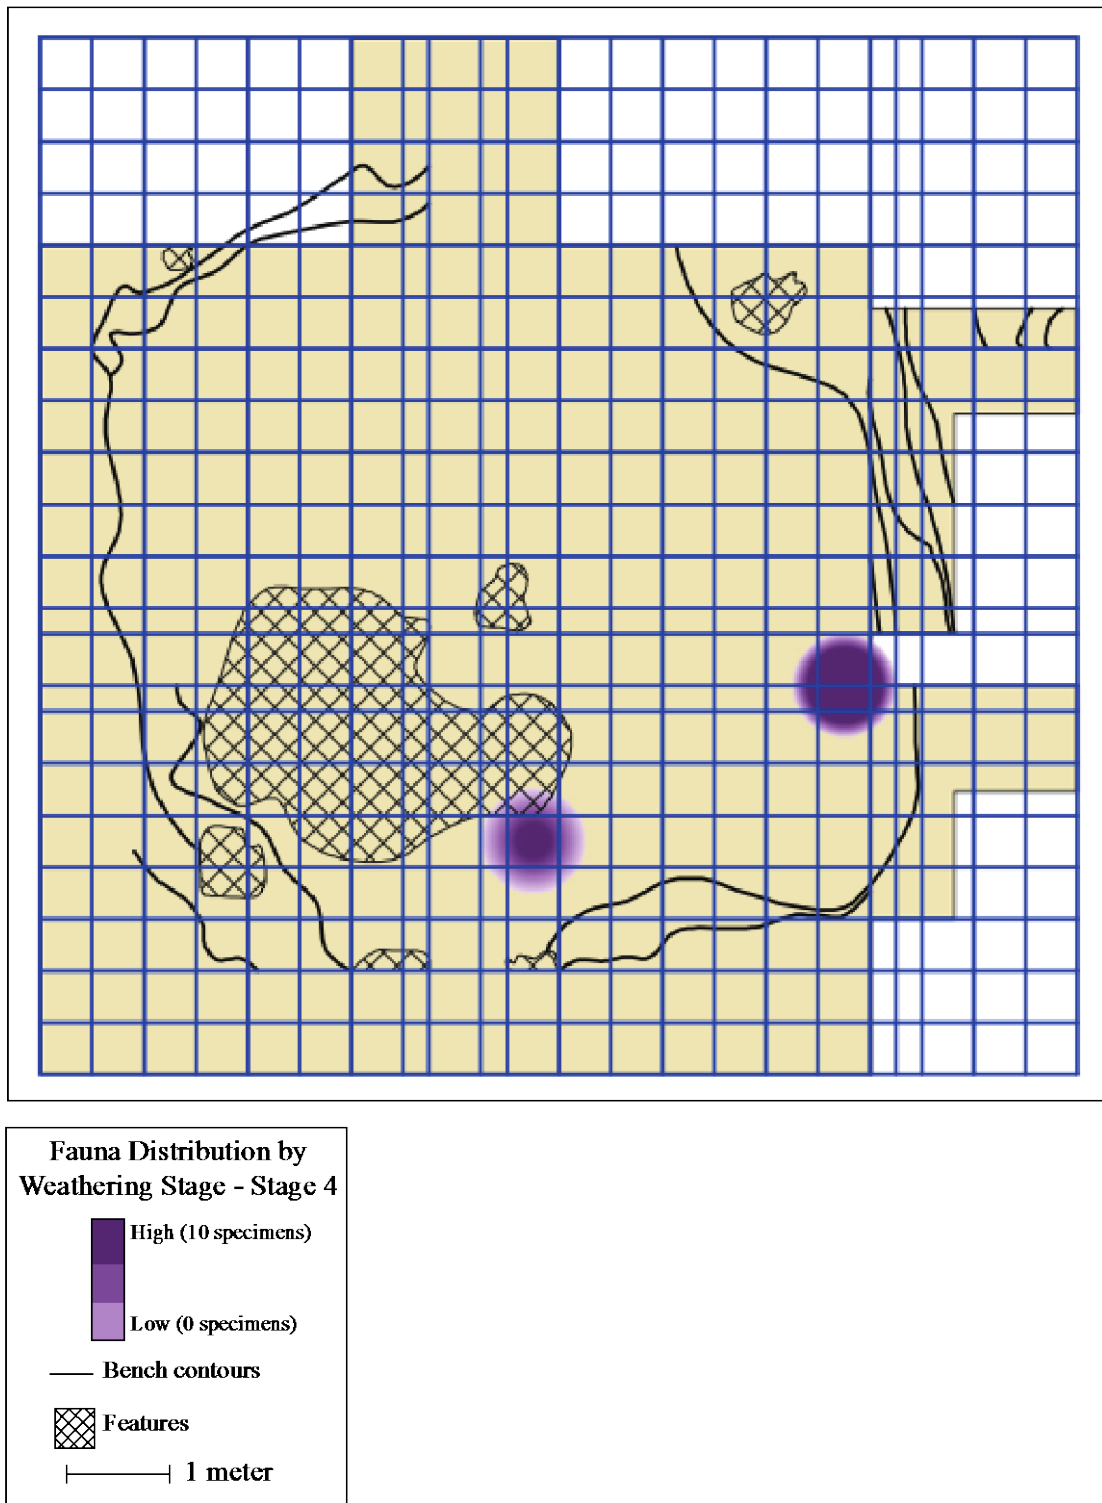 Fauna Distribution by
Weathering Stage - Stage 4
High (10 specimens)
Low (0 specimens)
Bench contours
Features
1 meter